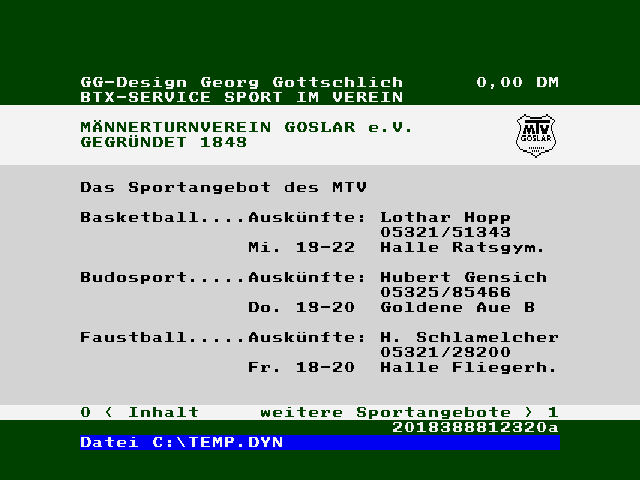 GG-Design Georg Gottschlich 0,00 DM
BTX-SERVICE SPORT IM VEREIN
MÄNNERTURNVEREIN GOSLAR e.V.
GEGRÜNDET 1848
MTV
GOSLAR
Das Sportangebot des MTV
Basketball....Auskünfte: Lothar Hopp
05321/51343
Mi. 18-22 Halle Ratsgym.
Budosport.....Auskünfte: Hubert Gensich
05325/85466
Do. 18-20 Goldene Aue B
Faustball.....Auskünfte: H. Schlamelcher
05321/28200
Fr. 18-20 Halle Fliegerh.
0 < Inhalt weitere Sportangebote > 1
2018388812320a
Datei C:\TEMP.DYN